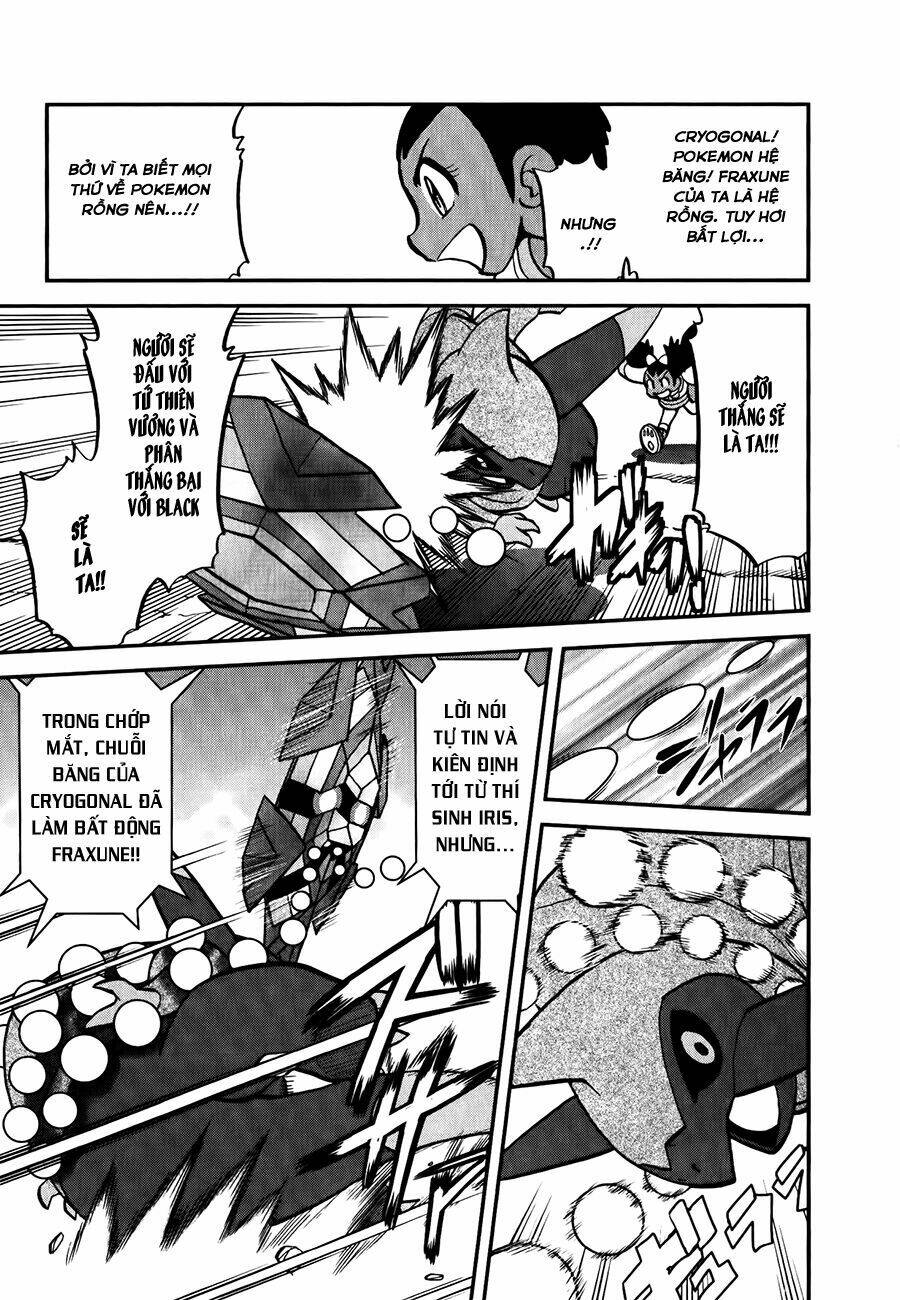 CRYOGONAL!
POKEMON HỆ
BĂNG! FRAXUNE
CỦA TA LÀ HỆ
RỒNG. TUY HƠI
BẤT LỢI...
NHƯNG
.!!
BỞI VÌ TA BIẾT MỌI
THỨ VỀ POKEMON
RỒNG NÊN...!!
NGƯỜI
THẮNG SẼ
LÀ TA!!!
NGƯỜI SẼ
ĐẤU VỚI
TỨ THIÊN
VƯƠNG VÀ
PHÂN
THẮNG BẠI
VỚI BLACK
SẼ
LÀ
TA!!
LỜI NÓI
TỰ TIN VÀ
KIÊN ĐỊNH
TỚI TỪ THÍ
SINH IRIS,
NHƯNG...
TRONG CHỚP
MẮT, CHUỖI
BĂNG CỦA
CRYOGONAL ĐÃ
LÀM BẤT ĐỘNG
FRAXUNE!!